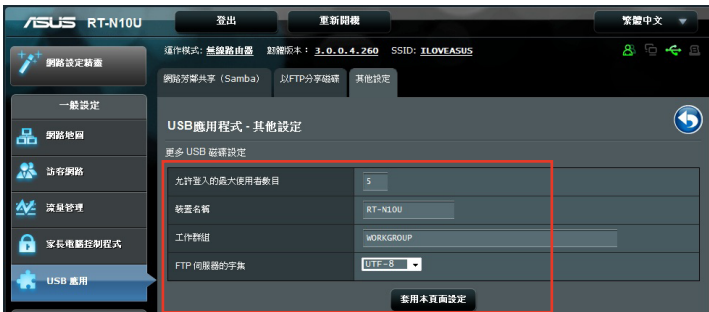 ASUS RT-N10U 登出 重新開機 繁體中文
運作模式: 無線路由器 韌體版本: 3.0.0.4.260 SSID: ILOVEASUS
網路設定精靈
網路芳鄰共享 (Samba) 以FTP分享磁碟 其他設定
一般設定
USB應用程式 - 其他設定
網路地圖
更多 USB 磁碟設定
訪客網路
允許登入的最大使用者數目 5
流量管理
裝置名稱 RT-N10U
家長電腦控制程式
工作群組 WORKGROUP
USB 應用
FTP 伺服器的字集 UTF-8
套用本頁面設定